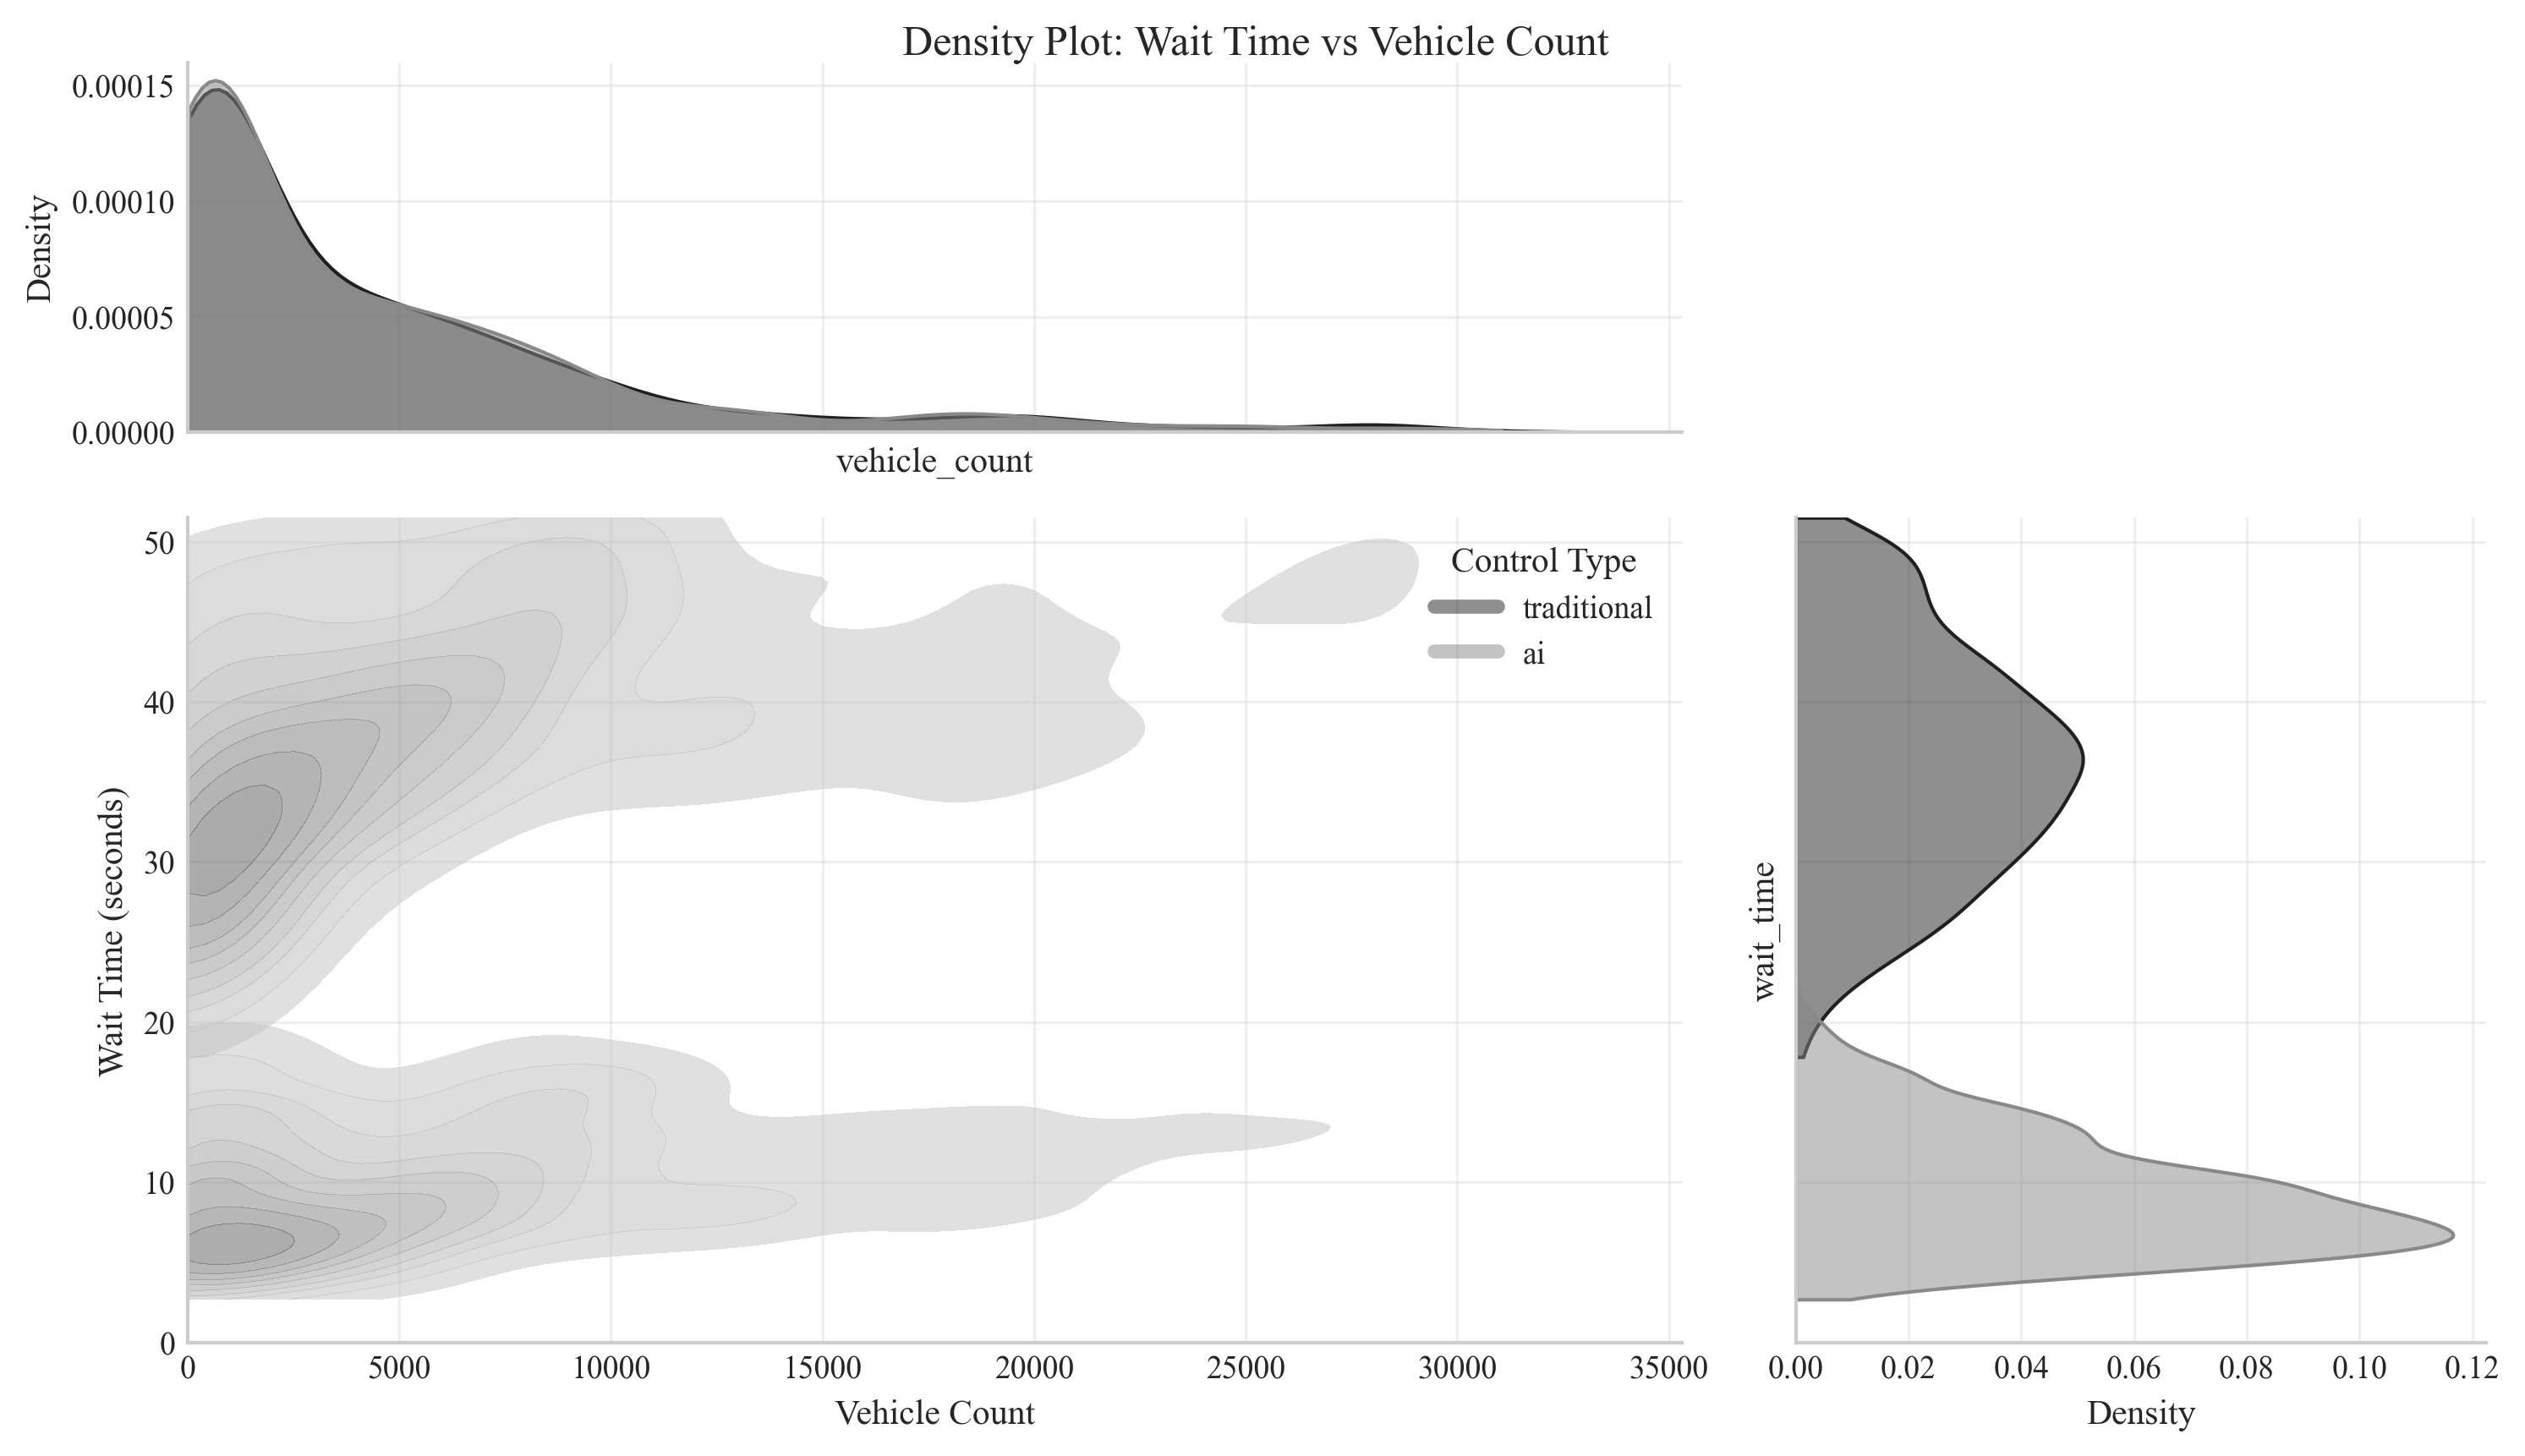 Density Plot: Wait Time vs Vehicle Count
0.00015
0.00010
0.00005
0.00000
Density
vehicle_count
50
40
30
20
10
0
Wait Time (seconds)
Control Type
traditional
ai
0 5000 10000 15000 20000 25000 30000 35000
Vehicle Count
wait_time
0.00 0.02 0.04 0.06 0.08 0.10 0.12
Density